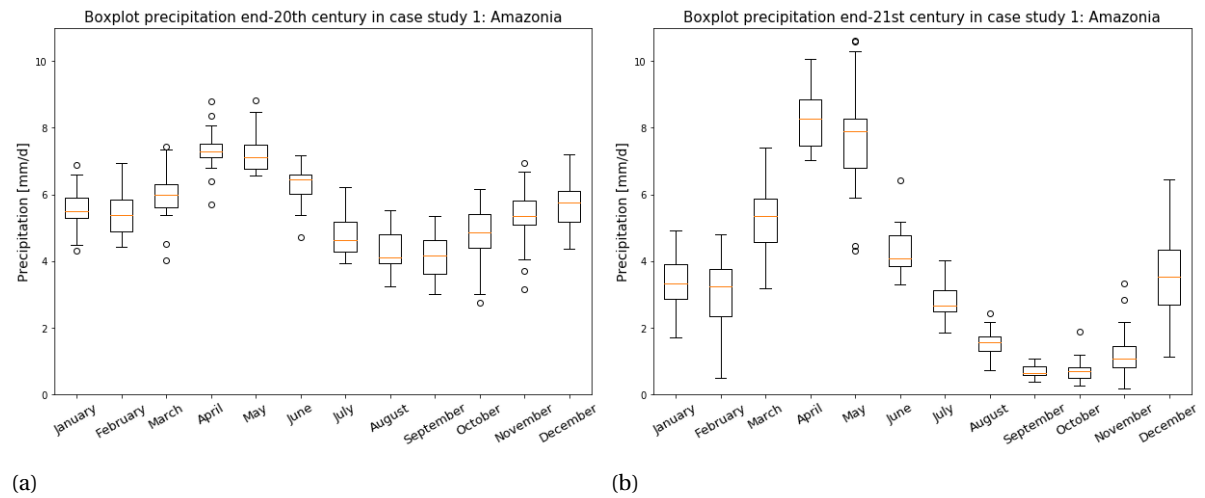 Boxplot precipitation end-20th century in case study 1: Amazonia
Precipitation [mm/d]
10
8
6
4
2
0
January February March April May June July August September October November December
(a)
Boxplot precipitation end-21st century in case study 1: Amazonia
Precipitation [mm/d]
10
8
6
4
2
0
January February March April May June July August September October November December
(b)